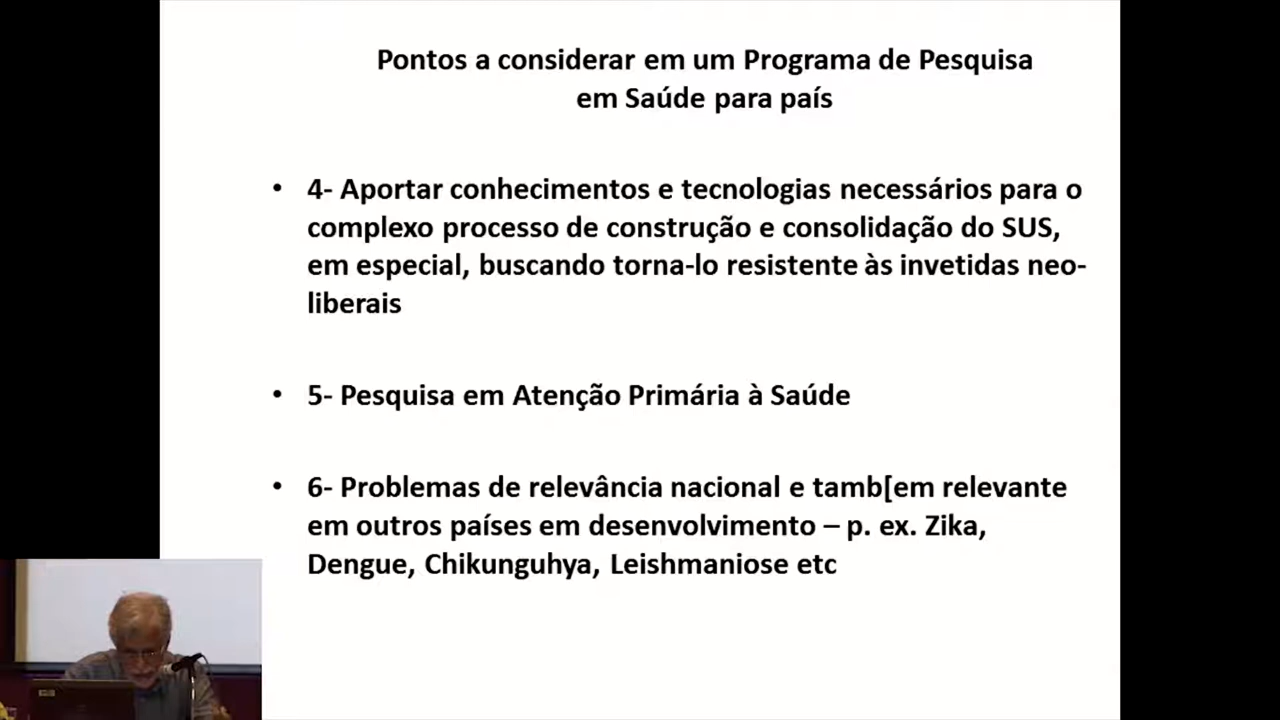 Pontos a considerar em um Programa de Pesquisa
em Saúde para país
• 4- Aportar conhecimentos e tecnologias necessários para o
complexo processo de construção e consolidação do SUS,
em especial, buscando torna-lo resistente às invetidas neo-
liberais
• 5- Pesquisa em Atenção Primária à Saúde
• 6- Problemas de relevância nacional e tamb[em relevante
em outros países em desenvolvimento – p. ex. Zika,
Dengue, Chikunguhya, Leishmaniose etc